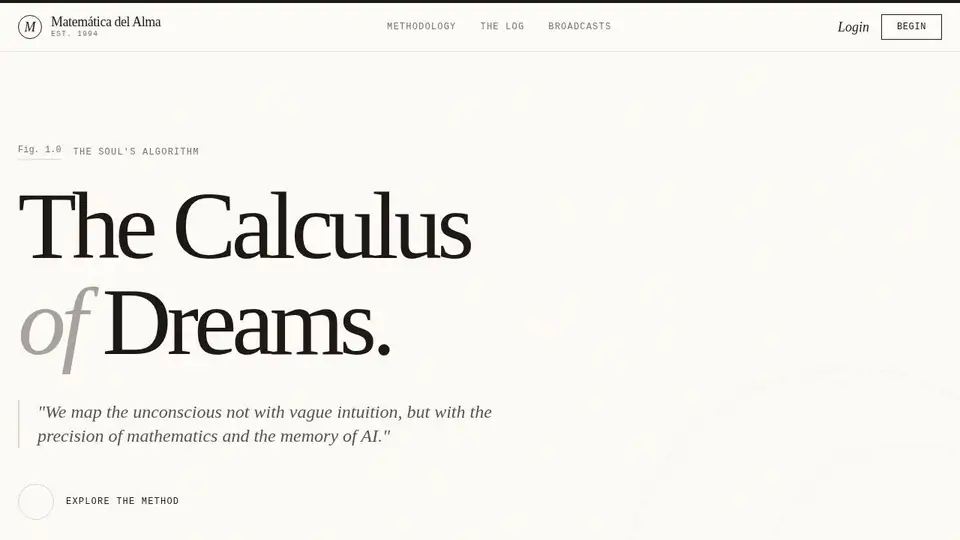 M
Matemática del Alma
EST. 1994
METHODOLOGY THE LOG BROADCASTS
Login BEGIN
Fig. 1.0 THE SOUL'S ALGORITHM
The Calculus
of Dreams.
"We map the unconscious not with vague intuition, but with the
precision of mathematics and the memory of AI."
EXPLORE THE METHOD